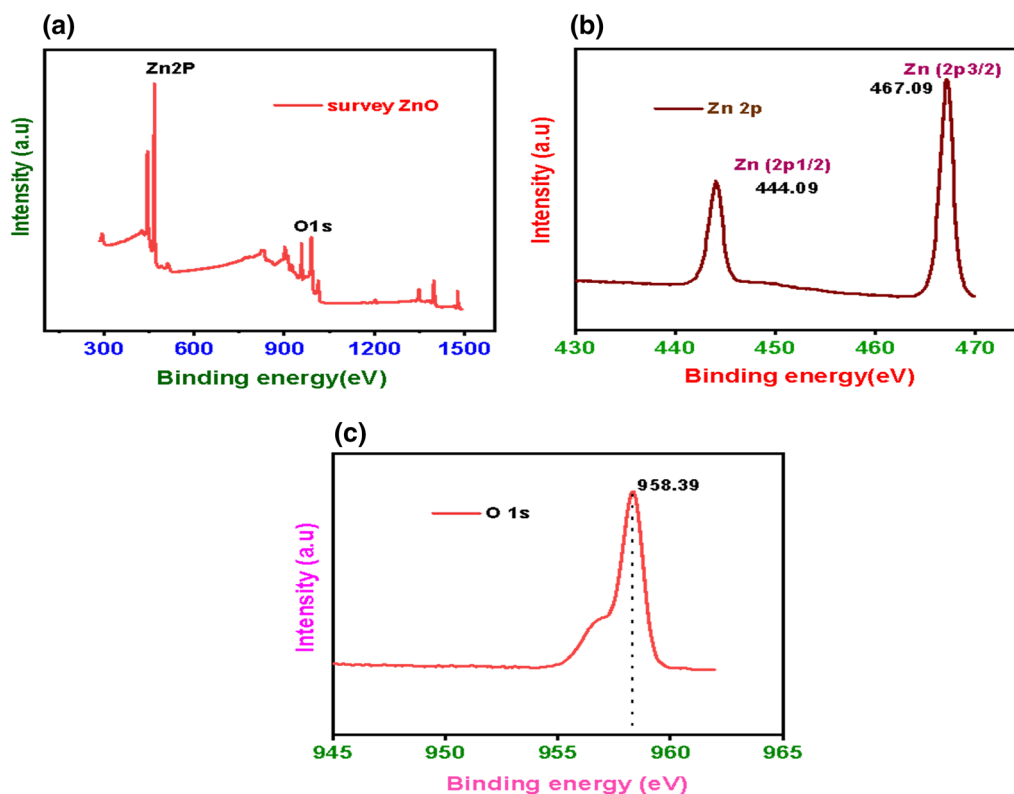 (a)
Zn2P
survey ZnO
O1s
Intensity (a.u)
300 600 900 1200 1500
Binding energy(eV)
(b)
Zn (2p3/2)
467.09
Zn 2p
Zn (2p1/2)
444.09
Intensity (a.u)
430 440 450 460 470
Binding energy(eV)
(c)
958.39
O 1s
Intensity (a.u)
945 950 955 960 965
Binding energy (eV)